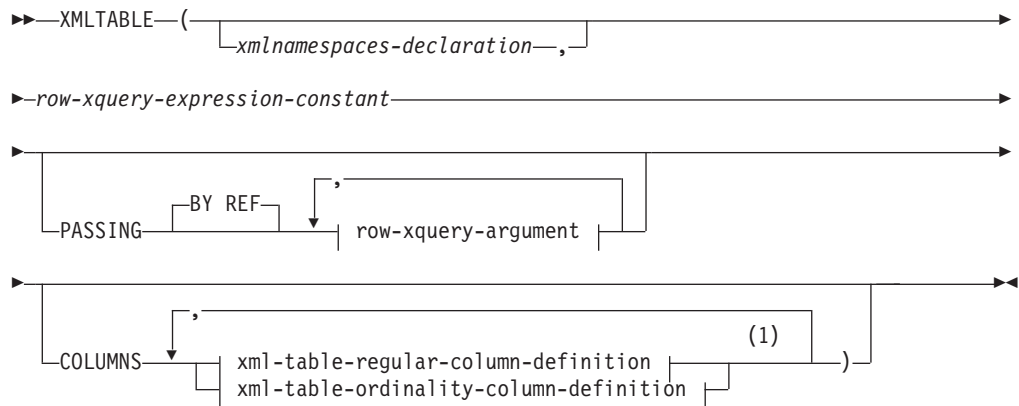 XMLTABLE (
xmlnamespaces-declaration ,
row-xquery-expression-constant
,
BY REF
PASSING row-xquery-argument
,
(1)
COLUMNS xml-table-regular-column-definition )
xml-table-ordinality-column-definition